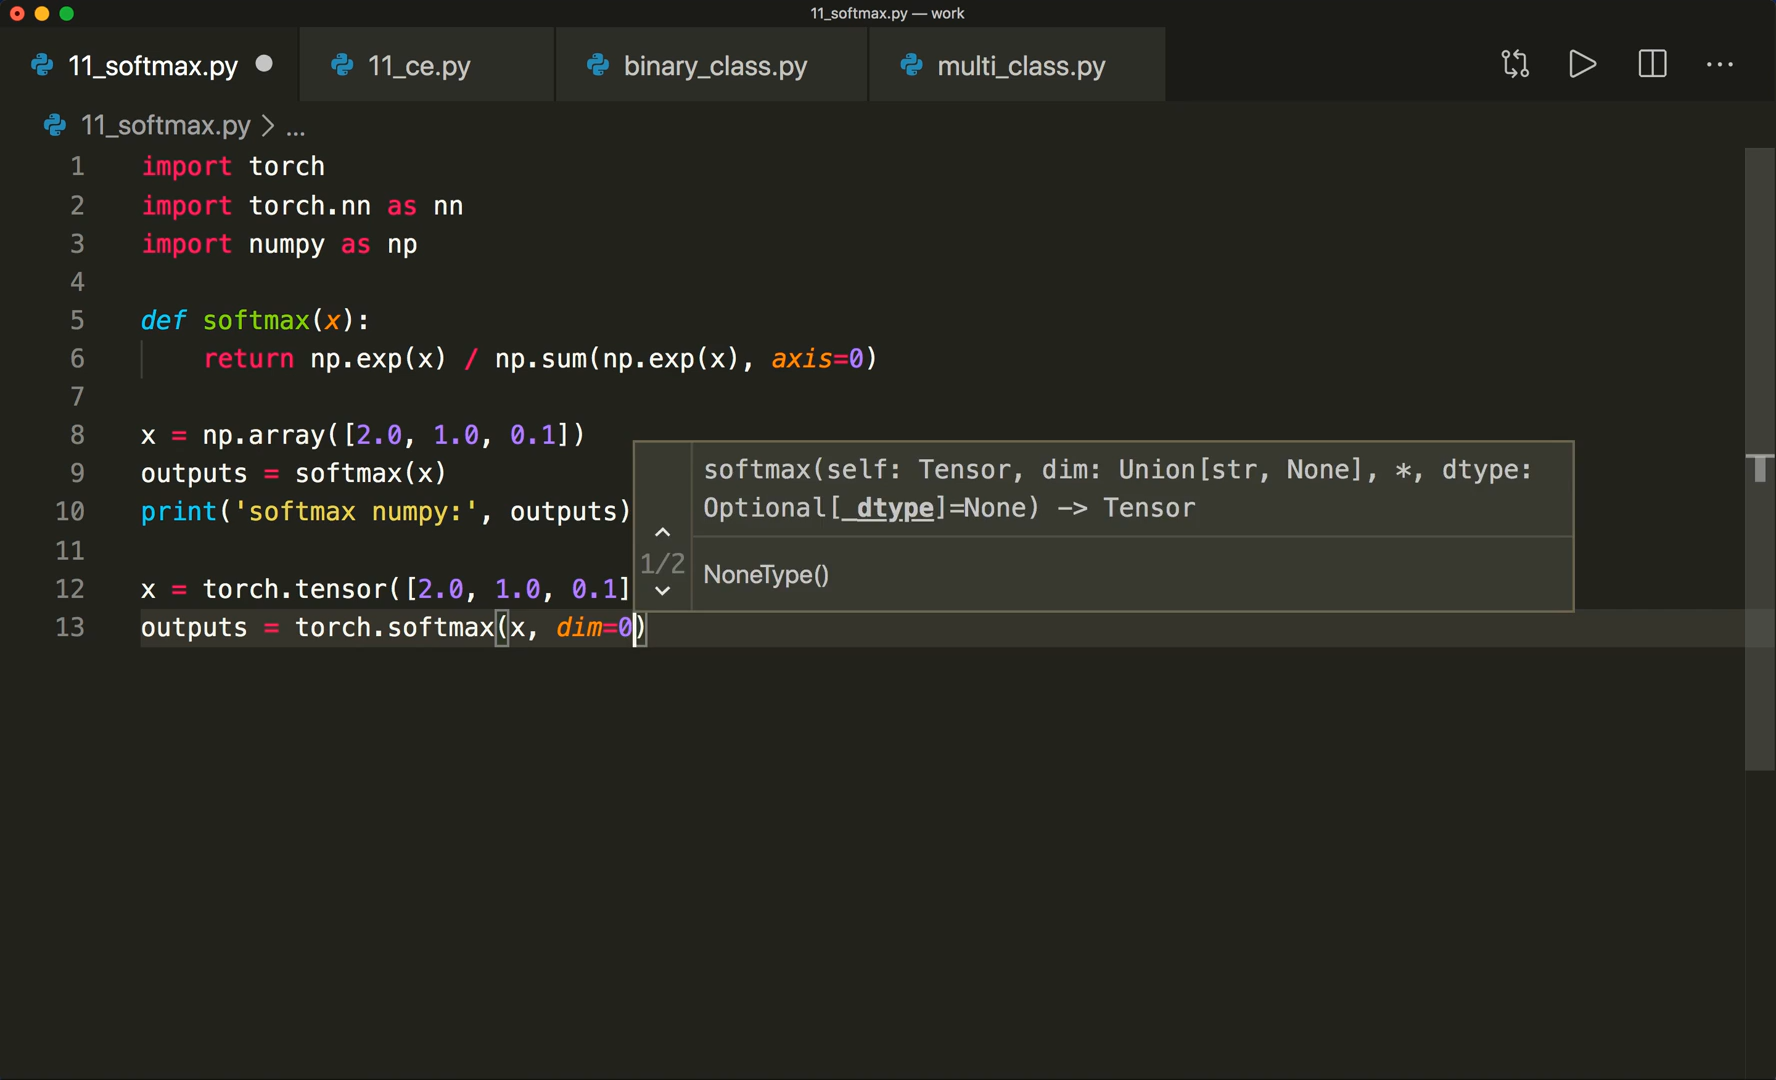 11_softmax.py — work
11_softmax.py 11_ce.py binary_class.py multi_class.py
11_softmax.py > ...
1 import torch
2 import torch.nn as nn
3 import numpy as np
4
5 def softmax(x):
6 return np.exp(x) / np.sum(np.exp(x), axis=0)
7
8 x = np.array([2.0, 1.0, 0.1])
9 outputs = softmax(x)
10 print('softmax numpy:', outputs)
11
12 x = torch.tensor([2.0, 1.0, 0.1]
13 outputs = torch.softmax(x, dim=0)
softmax(self: Tensor, dim: Union[str, None], *, dtype:
Optional[_dtype]=None) -> Tensor
1/2
NoneType()